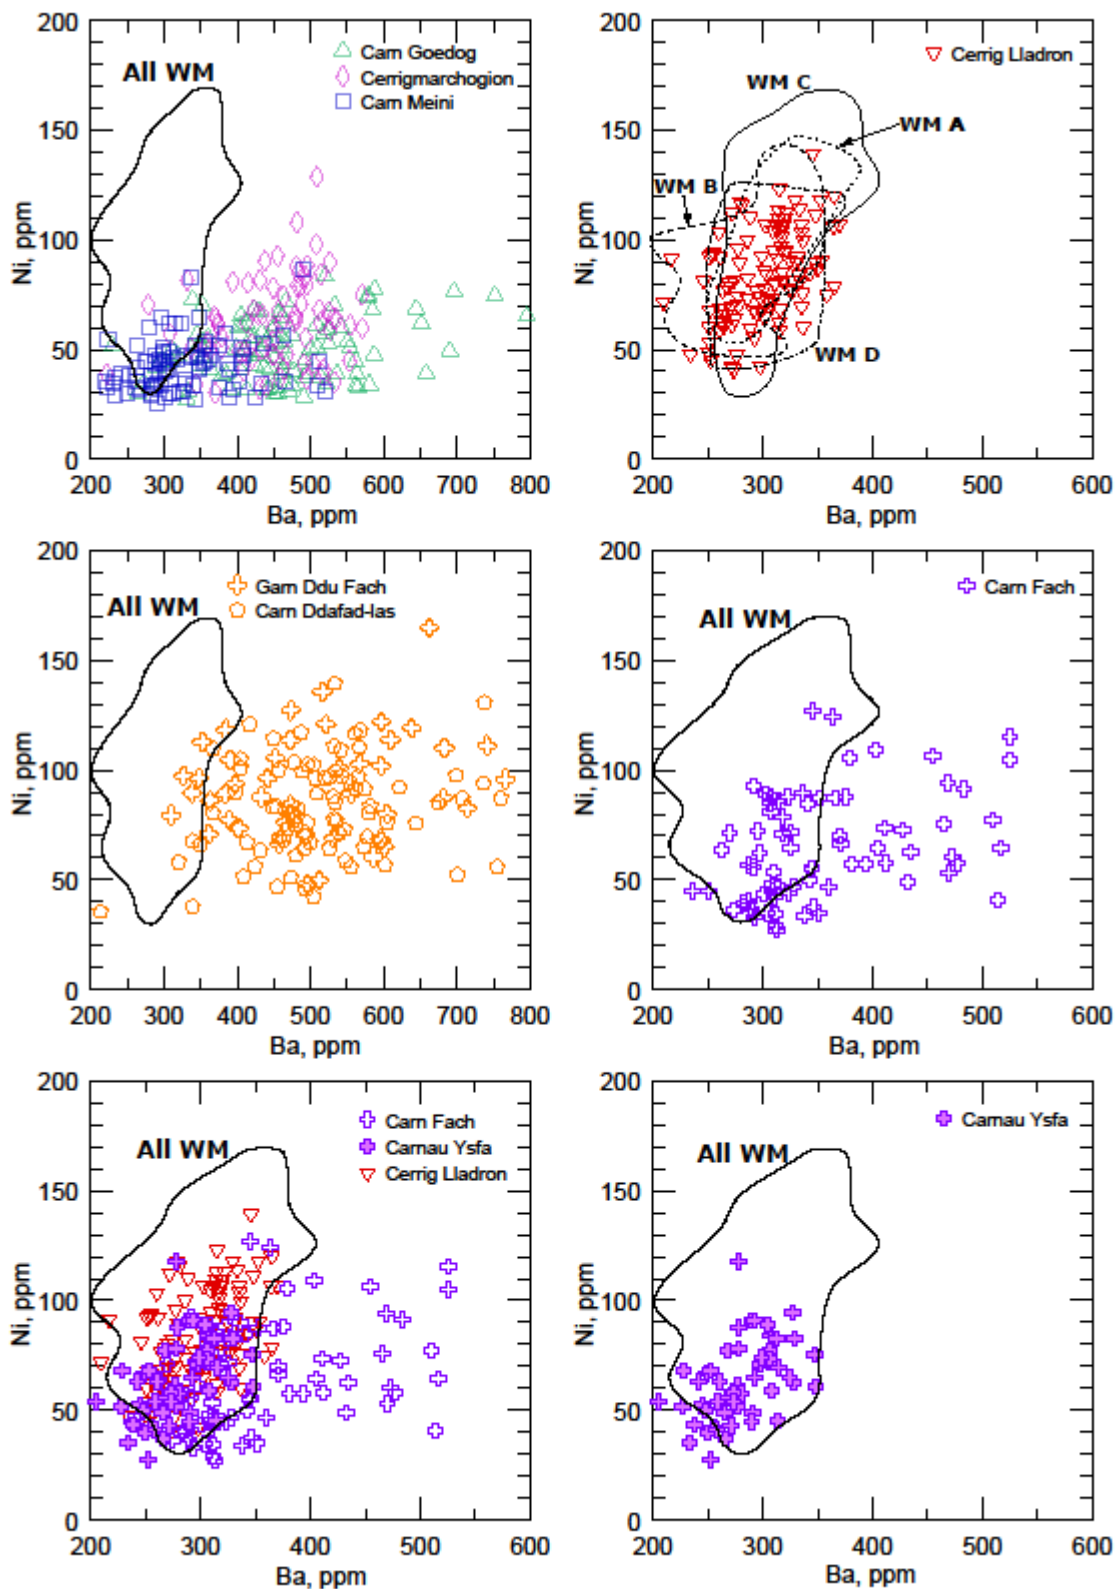 200
150
100
50
0
Ni, ppm
All WM
Carn Goedog
Cerrigmarchogion
Carn Meini
200 300 400 500 600 700 800
Ba, ppm
200
150
100
50
0
Ni, ppm
Cerrig Lladron
WM C
WM A
WM B
WM D
200 300 400 500 600
Ba, ppm
200
150
100
50
0
Ni, ppm
All WM
Garn Ddu Fach
Carn Ddafad-las
200 300 400 500 600 700 800
Ba, ppm
200
150
100
50
0
Ni, ppm
All WM
Carn Fach
200 300 400 500 600
Ba, ppm
200
150
100
50
0
Ni, ppm
All WM
Carn Fach
Carnau Ysfa
Cerrig Lladron
200 300 400 500 600
Ba, ppm
200
150
100
50
0
Ni, ppm
All WM
Carnau Ysfa
200 300 400 500 600
Ba, ppm